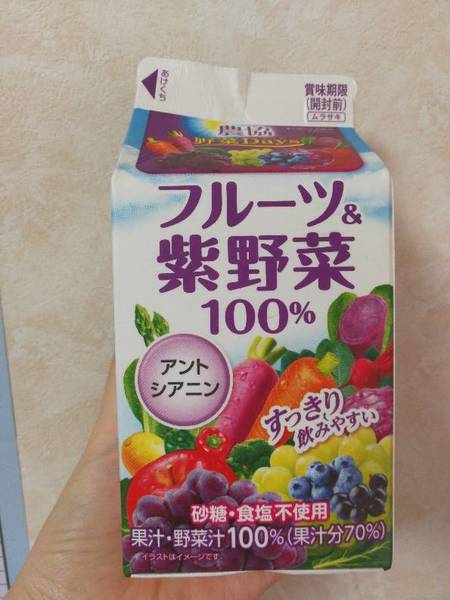 あけくち
賞味期限
(開封前)
ムラサキ
農協
野菜Days
フルーツ&
紫野菜
100%
アント
シアニン
すっきり
飲みやすい
砂糖・食塩不使用
果汁・野菜汁100%(果汁分70%)
※イラストはイメージです。